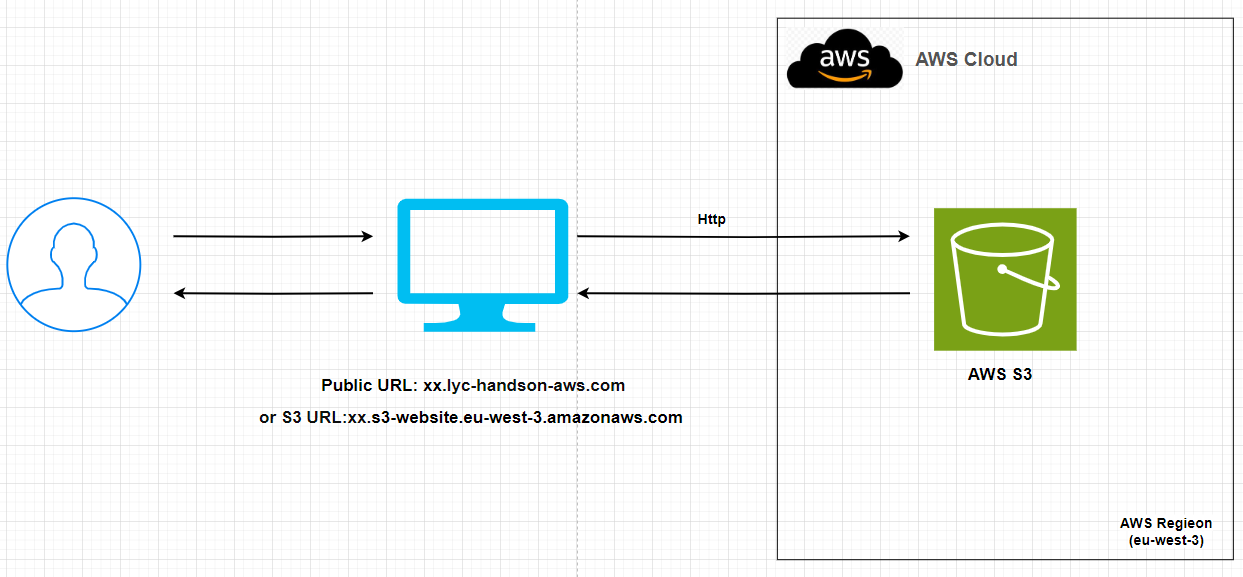 aws
AWS Cloud
Http
AWS S3
Public URL: xx.lyc-handson-aws.com
or S3 URL:xx.s3-website.eu-west-3.amazonaws.com
AWS Regieon
(eu-west-3)